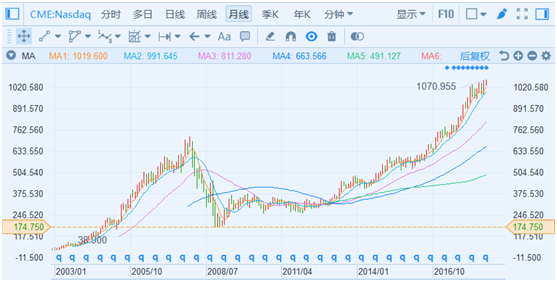 CME:Nasdaq 分时 多日 日线 周线 月线 季K 年K 分钟 显示 F10
MA MA1: 1019.600 MA2: 991.645 MA3: 811.280 MA4: 663.566 MA5: 491.127 MA6: 后复权
1020.580 1070.955 1020.580
891.570 891.570
762.560 762.560
633.550 633.550
504.540 504.540
375.530 375.530
246.520 246.520
174.750 174.750
117.510 38.900 117.510
-11.500 q q q q q q q q q q q q q q q q q q q q q q q q q q q q q q -11.500
2003/01 2005/10 2008/07 2011/04 2014/01 2016/10